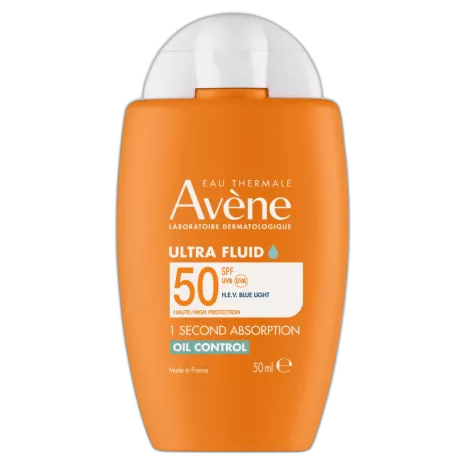 EAU THERMALE
Avène
LABORATOIRE DERMATOLOGIQUE
ULTRA FLUID
50 SPF
UVB UVA
H.E.V. BLUE LIGHT
HAUTE/HIGH PROTECTION
1 SECOND ABSORPTION
OIL CONTROL
Made in France
50 ml ℮